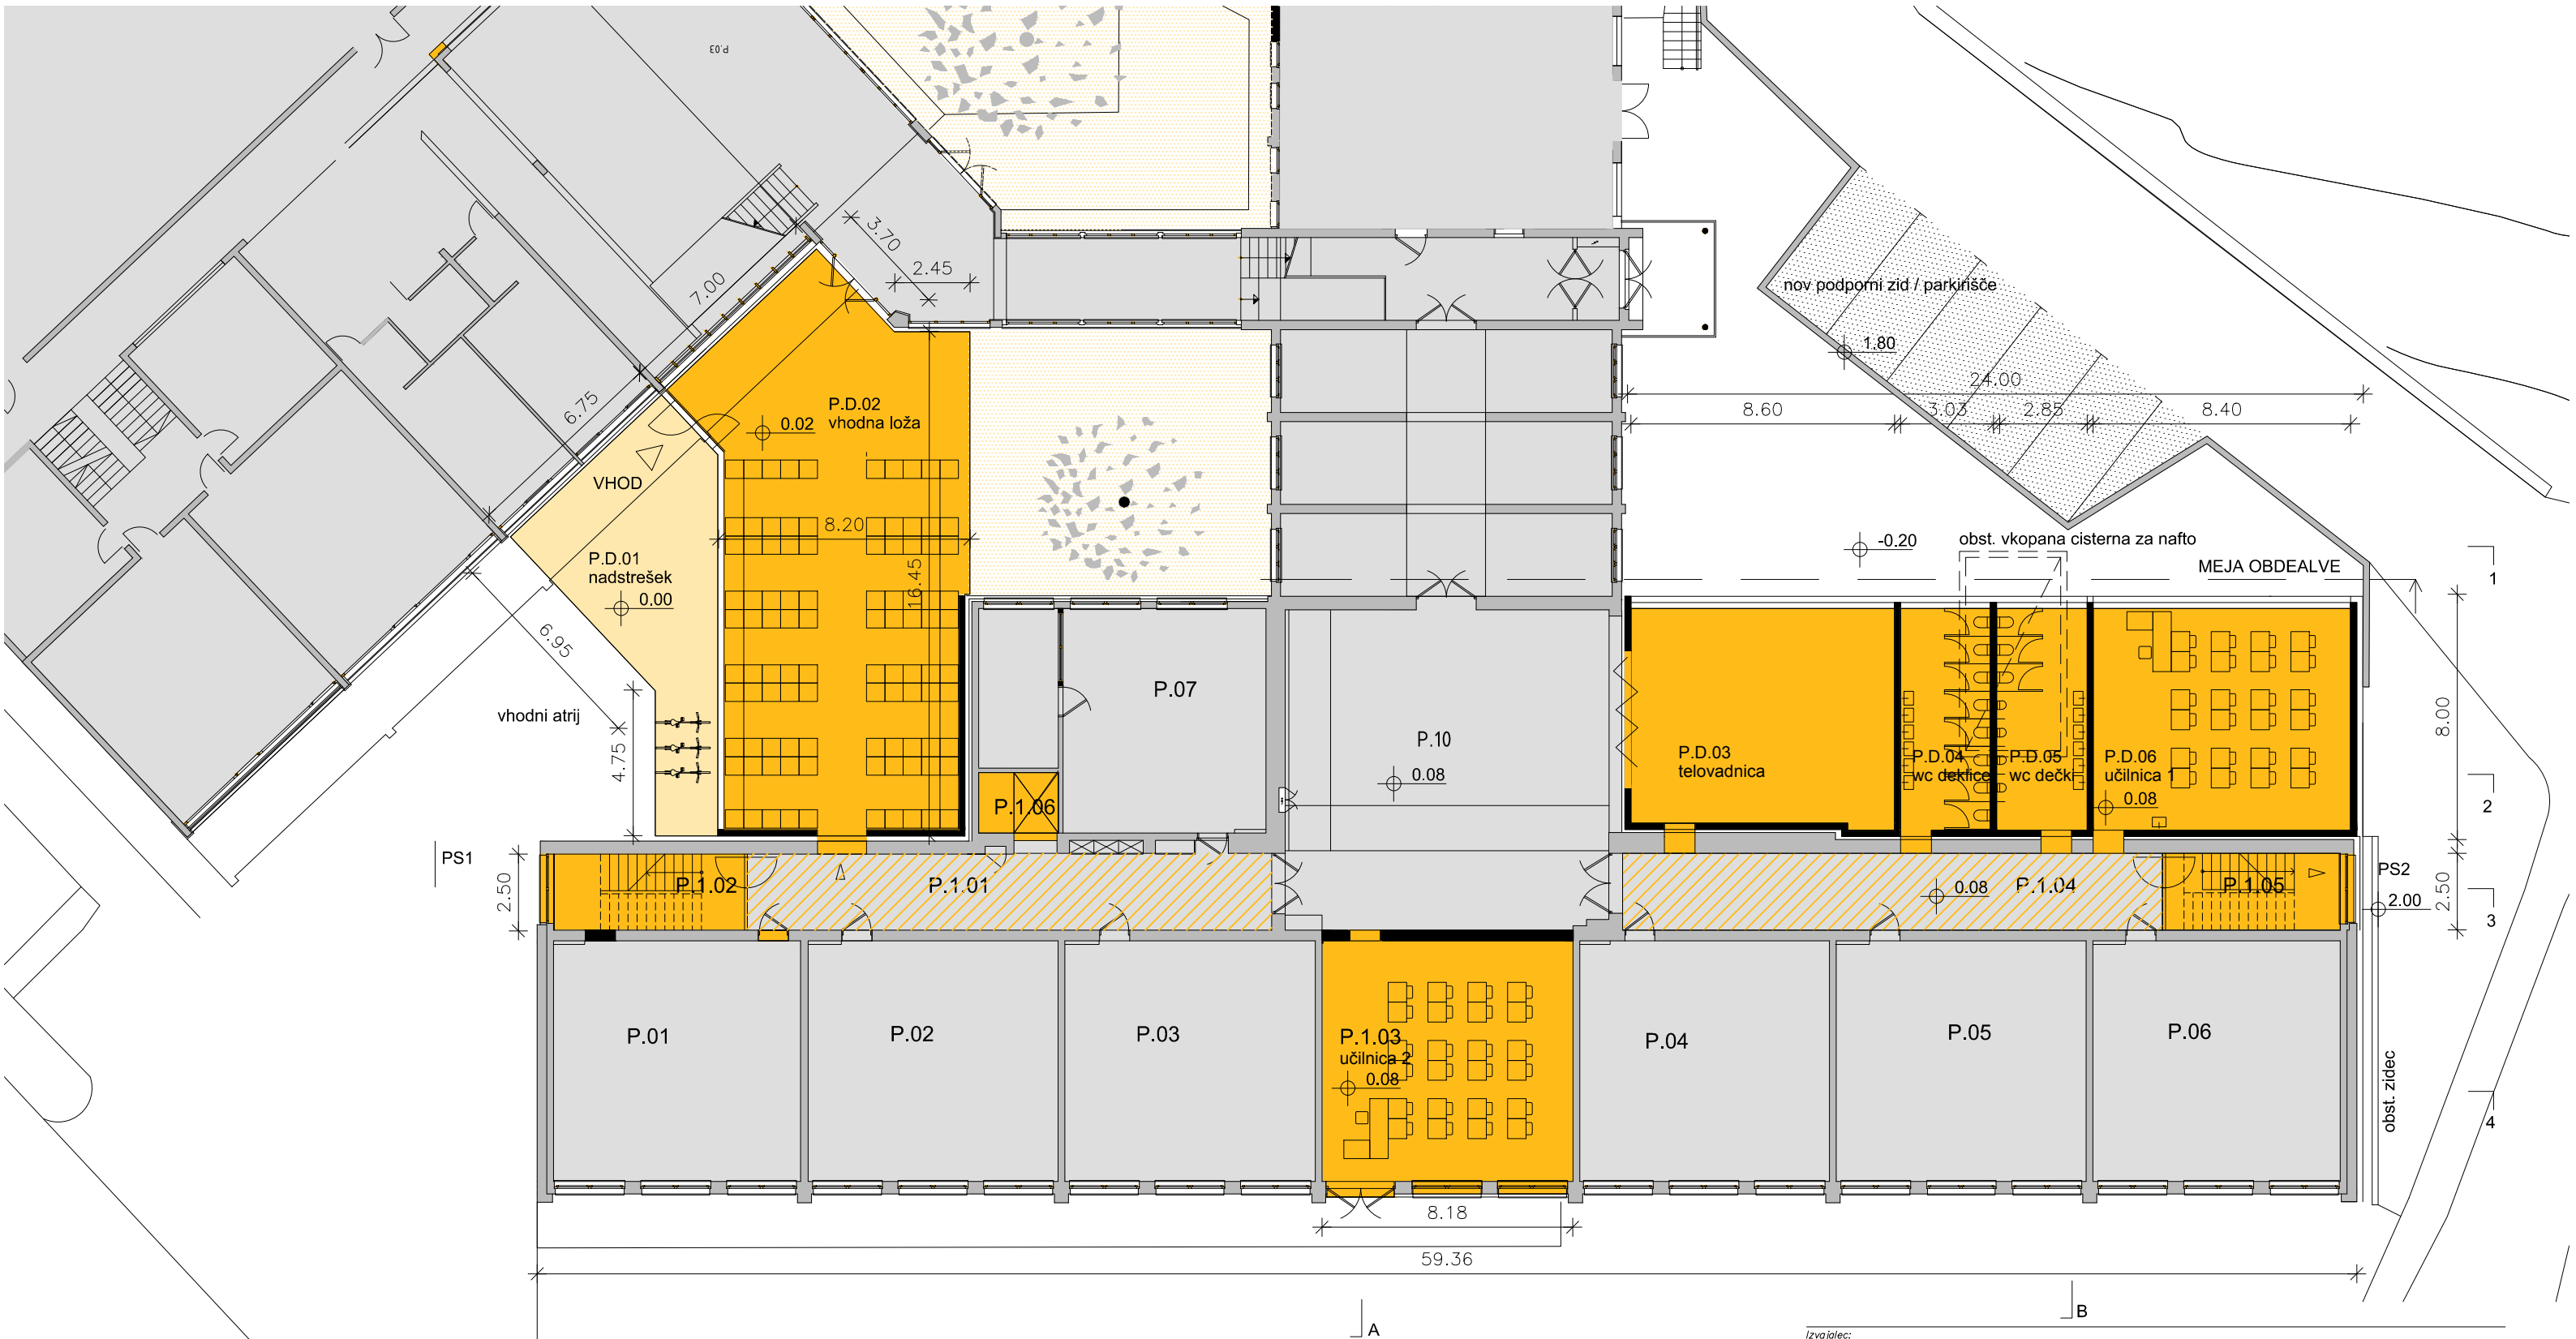 P.03
3.70
2.45
7.00
nov podporni zid / parkirišče
1.80
24.00
6.75
P.D.02
vhodna loža
0.02
8.60
3.03
2.85
8.40
VHOD
8.20
-0.20
obst. vkopana cisterna za nafto
MEJA OBDEALVE
1
P.D.01
nadstrešek
0.00
16.45
6.95
P.07
vhodni atrij
4.75
P.10
0.08
P.D.03
telovadnica
P.D.04
wc deklice
P.D.05
wc dečki
P.D.06
učilnica 1
0.08
8.00
2
P.1.06
PS1
2.50
P.1.02
P.1.01
0.08
P.1.04
P.1.05
PS2
2.00
2.50
3
P.01
P.02
P.03
P.1.03
učilnica 2
0.08
P.04
P.05
P.06
obst. zidec
4
8.18
59.36
A
B
Izvajalec: